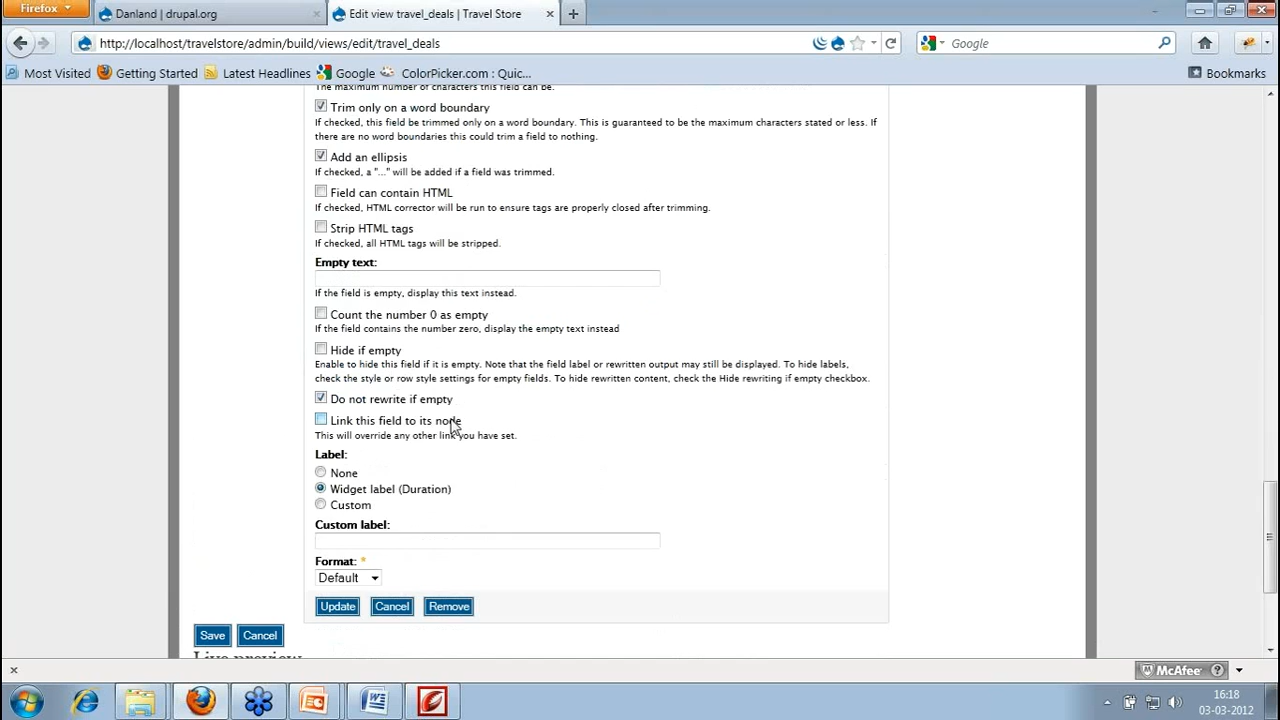 Firefox
Danland | drupal.org
Edit view travel_deals | Travel Store
http://localhost/travelstore/admin/build/views/edit/travel_deals
Google
Most Visited
Getting Started
Latest Headlines
Google
ColorPicker.com : Quic...
Bookmarks
The maximum number of characters this field can be.
Trim only on a word boundary
If checked, this field be trimmed only on a word boundary. This is guaranteed to be the maximum characters stated or less. If
there are no word boundaries this could trim a field to nothing.
Add an ellipsis
If checked, a "..." will be added if a field was trimmed.
Field can contain HTML
If checked, HTML corrector will be run to ensure tags are properly closed after trimming.
Strip HTML tags
If checked, all HTML tags will be stripped.
Empty text:
If the field is empty, display this text instead.
Count the number 0 as empty
If the field contains the number zero, display the empty text instead
Hide if empty
Enable to hide this field if it is empty. Note that the field label or rewritten output may still be displayed. To hide labels,
check the style or row style settings for empty fields. To hide rewritten content, check the Hide rewriting if empty checkbox.
Do not rewrite if empty
Link this field to its node
This will override any other link you have set.
Label:
None
Widget label (Duration)
Custom
Custom label:
Format: *
Default
Update
Cancel
Remove
Save
Cancel
Live preview
McAfee
16:18
03-03-2012